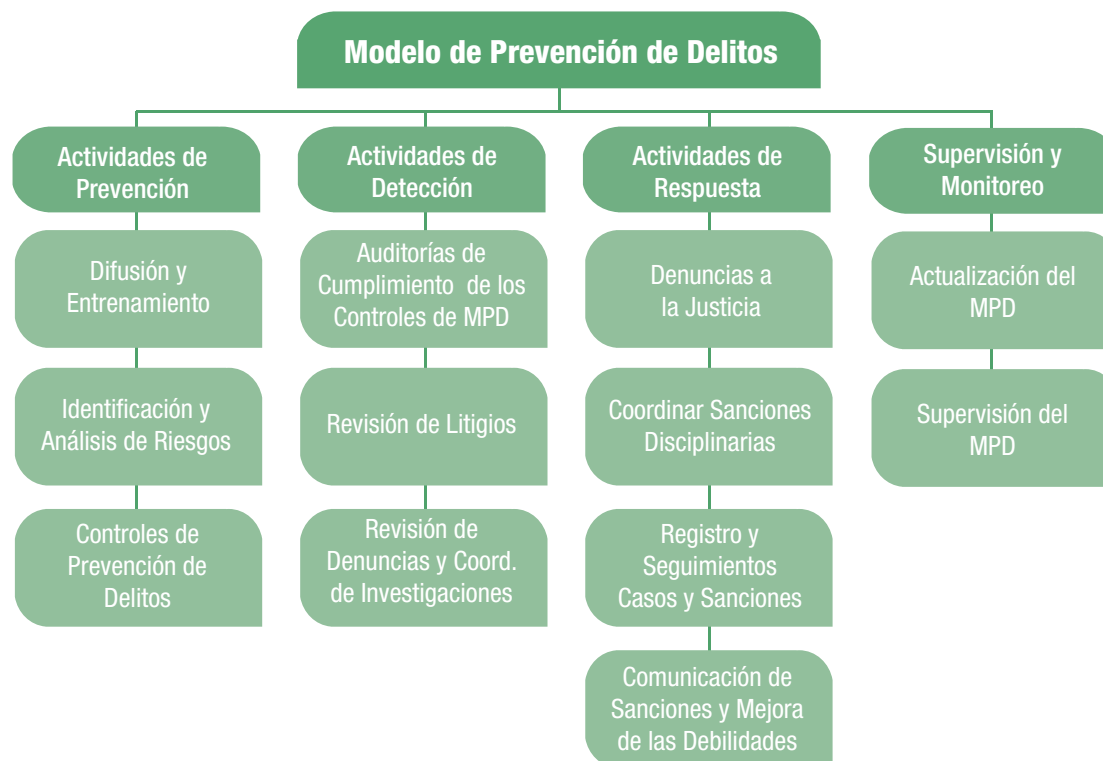 Modelo de Prevención de Delitos
Actividades de
Prevención
Difusión y
Entrenamiento
Identificación y
Análisis de Riesgos
Controles de
Prevención de
Delitos
Actividades de
Detección
Auditorías de
Cumplimiento de los
Controles de MPD
Revisión de Litigios
Revisión de
Denuncias y Coord.
de Investigaciones
Actividades de
Respuesta
Denuncias a
la Justicia
Coordinar Sanciones
Disciplinarias
Registro y
Seguimientos
Casos y Sanciones
Comunicación de
Sanciones y Mejora
de las Debilidades
Supervisión y
Monitoreo
Actualización del
MPD
Supervisión del
MPD